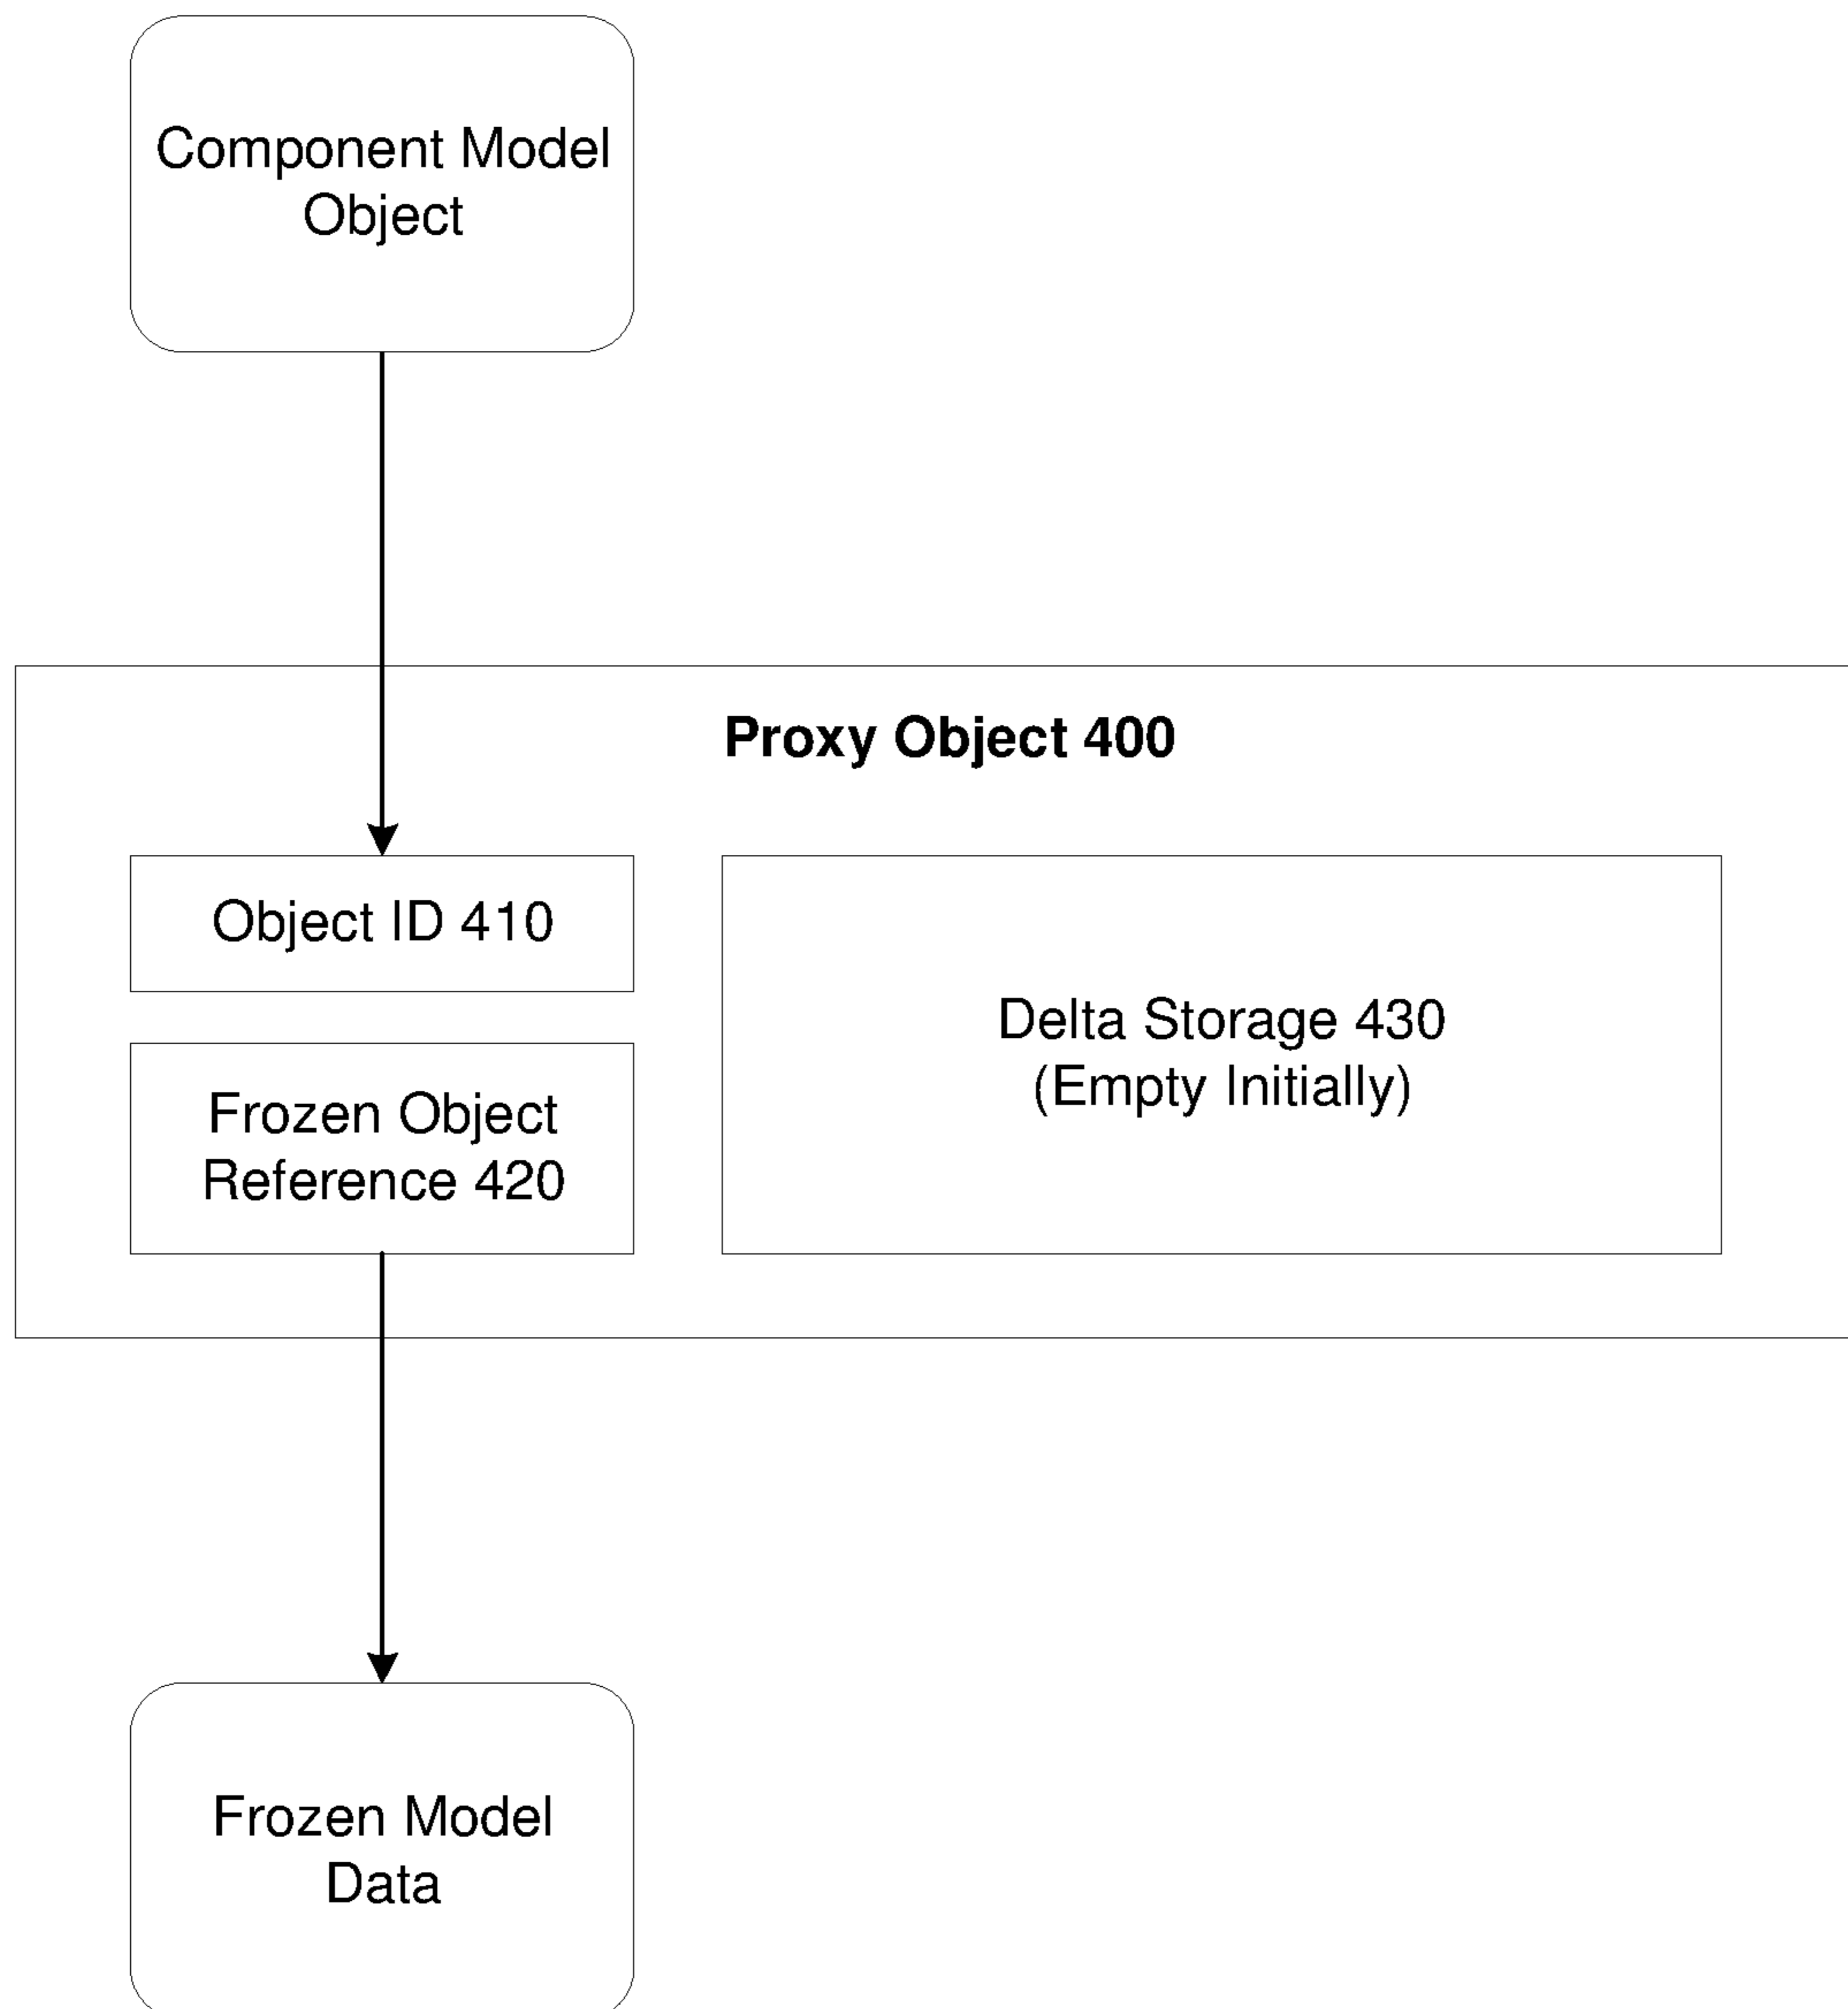 Component Model
Object
Proxy Object 400
Object ID 410
Frozen Object
Reference 420
Delta Storage 430
(Empty Initially)
Frozen Model
Data